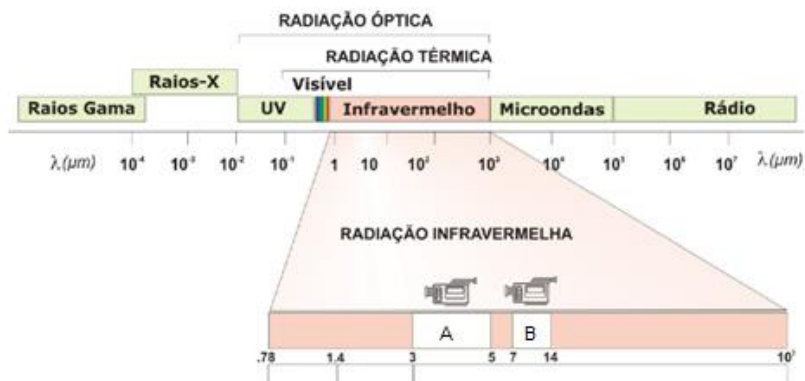 RADIAÇÃO ÓPTICA
RADIAÇÃO TÉRMICA
Raios-X
Visível
Raios Gama
UV
Infravermelho
Microondas
Rádio
λ(µm) 10⁻⁴ 10⁻³ 10⁻² 10⁻¹ 1 10 10² 10³ 10⁴ 10⁵ 10⁶ 10⁷ λ(µm)
RADIAÇÃO INFRAVERMELHA
A B
.78 1.4 3 5 7 14